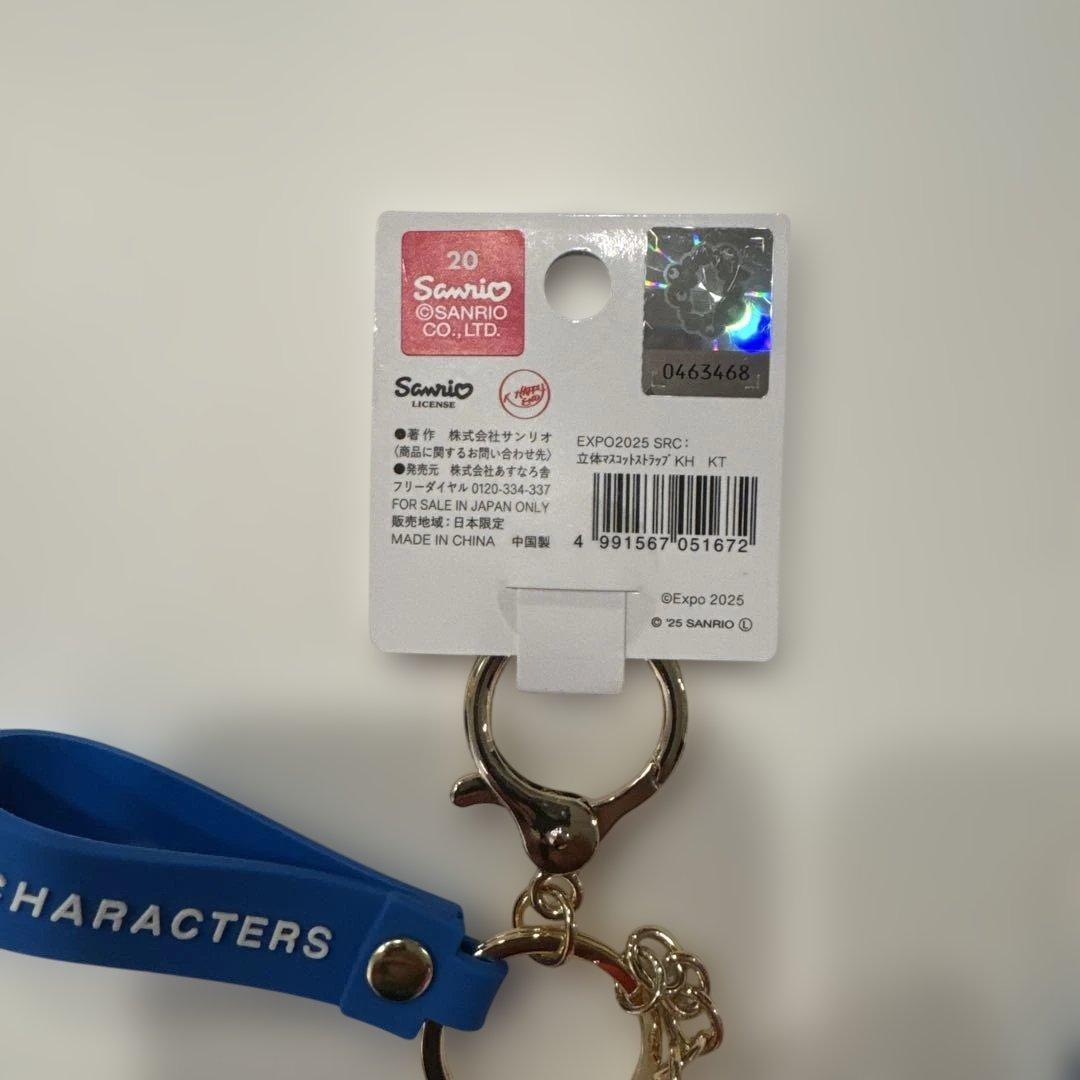 20
Sanrio
©SANRIO
CO., LTD.
0463468
Sanrio
LICENSE
●著作 株式会社サンリオ
〈商品に関するお問い合わせ先〉
●発売元 株式会社あすなろ舎
フリーダイヤル 0120-334-337
FOR SALE IN JAPAN ONLY
販売地域：日本限定
MADE IN CHINA 中国製
EXPO2025 SRC：
立体ﾏｽｺｯﾄｽﾄﾗｯﾌﾟKH KT
4 991567 051672
©Expo 2025
© '25 SANRIO Ⓛ
CHARACTERS